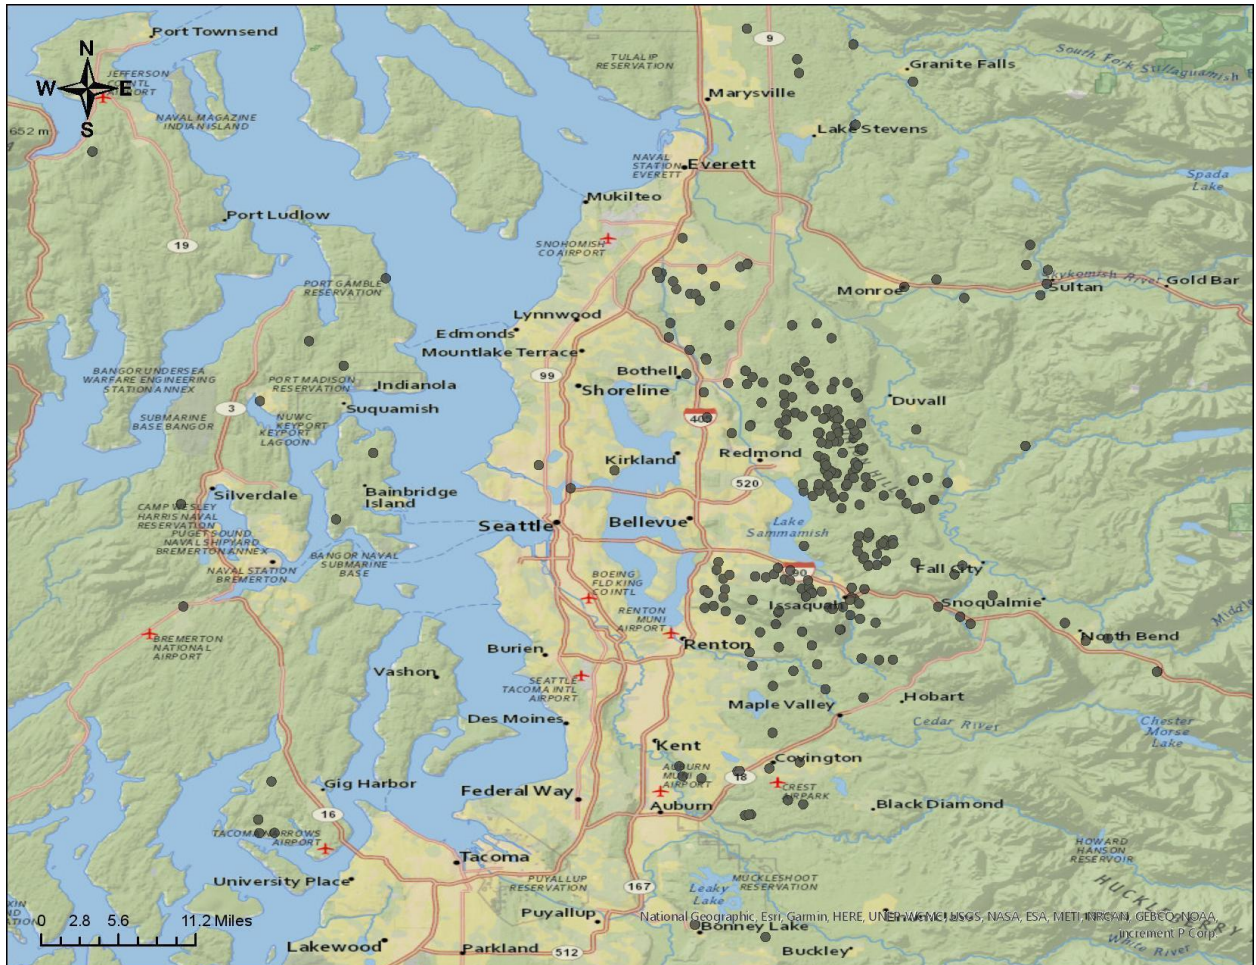 Port Townsend
N
W E
S
JEFFERSON
CO INTL
AIRPORT
NAVAL MAGAZINE
INDIAN ISLAND
652 m
TULALIP
RESERVATION
9
Granite Falls
South Fork Stillaguamish
Marysville
Lake Stevens
NAVAL
STATION
EVERETT
Everett
Spada
Lake
Mukilteo
Port Ludlow
19
SNOHOMISH
CO AIRPORT
PORT GAMBLE
RESERVATION
Monroe
Skykomish River
Sultan
Gold Bar
Lynnwood
Edmonds
Mountlake Terrace
BANGOR UNDERSEA
WARFARE ENGINEERING
STATION ANNEX
PORT MADISON
RESERVATION
Indianola
99
Bothell
Shoreline
Duvall
3
Suquamish
SUBMARINE
BASE BANGOR
NUWC
KEYPORT
KEYPORT
LAGOON
405
Kirkland
Redmond
520
Silverdale
Bainbridge
Island
CAMP WESLEY
HARRIS NAVAL
RESERVATION
PUGET SOUND
NAVAL SHIPYARD
BREMERTON ANNEX
Seattle
Bellevue
Lake
Sammamish
NAVAL STATION
BREMERTON
BANGOR NAVAL
SUBMARINE
BASE
BOEING
FLD KING
CO INTL
90
Fall City
Issaquah
Snoqualmie
Middle
RENTON
MUNI
AIRPORT
Renton
North Bend
BREMERTON
NATIONAL
AIRPORT
Burien
Vashon
SEATTLE
TACOMA INTL
AIRPORT
Hobart
Maple Valley
Des Moines
Cedar River
Chester
Morse
Lake
Kent
Covington
AUBURN
MUNI
AIRPORT
18
CREST
AIRPARK
Gig Harbor
Federal Way
Auburn
Black Diamond
16
TACOMA NARROWS
AIRPORT
HOWARD
HANSON
RESERVOIR
Tacoma
University Place
PUYALLUP
RESERVATION
167
MUCKLESHOOT
RESERVATION
Leaky
Lake
Puyallup
0 2.8 5.6 11.2 Miles
National Geographic, Esri, Garmin, HERE, UNEP-WCMC, USGS, NASA, ESA, METI, NRCAN, GEBCO, NOAA,
increment P Corp.
Bonney Lake
White River
Lakewood
Parkland
512
Buckley